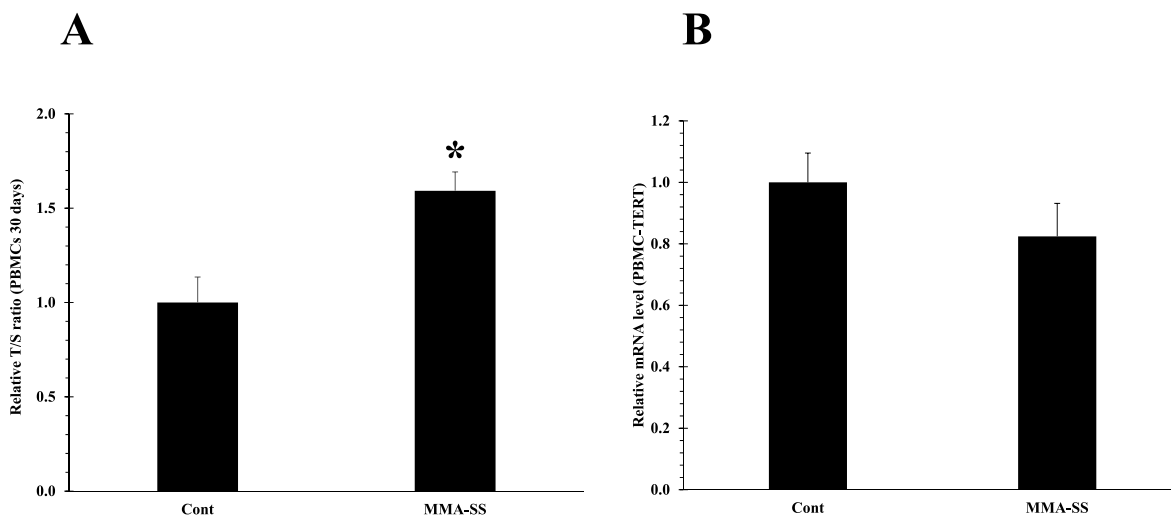 A
Relative T/S ratio (PBMCs 30 days)
2.0
1.5
1.0
0.5
0.0
*
Cont
MMA-SS
B
Relative mRNA level (PBMC-TERT)
1.2
1.0
0.8
0.6
0.4
0.2
0.0
Cont
MMA-SS